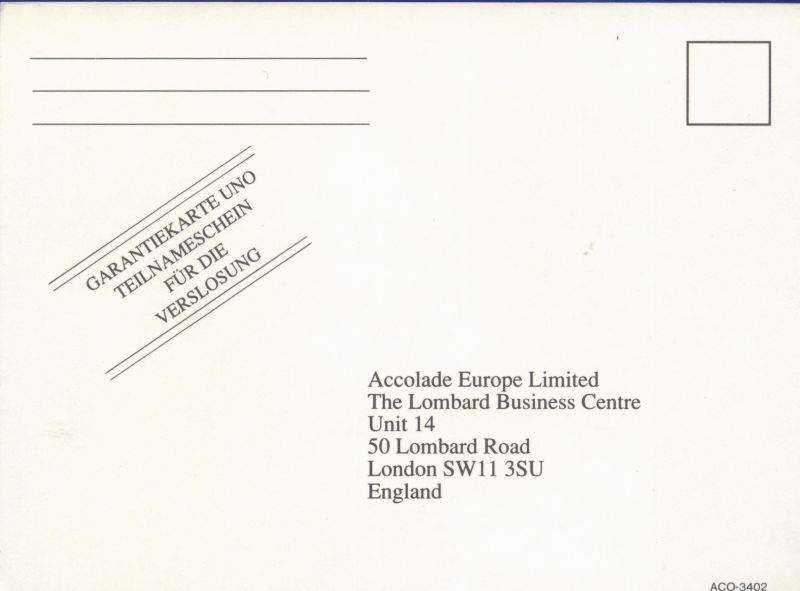 GARANTIEKARTE UNO
TEILNAMESCHEIN
FÜR DIE
VERSLOSUNG
Accolade Europe Limited
The Lombard Business Centre
Unit 14
50 Lombard Road
London SW11 3SU
England
ACO-3402